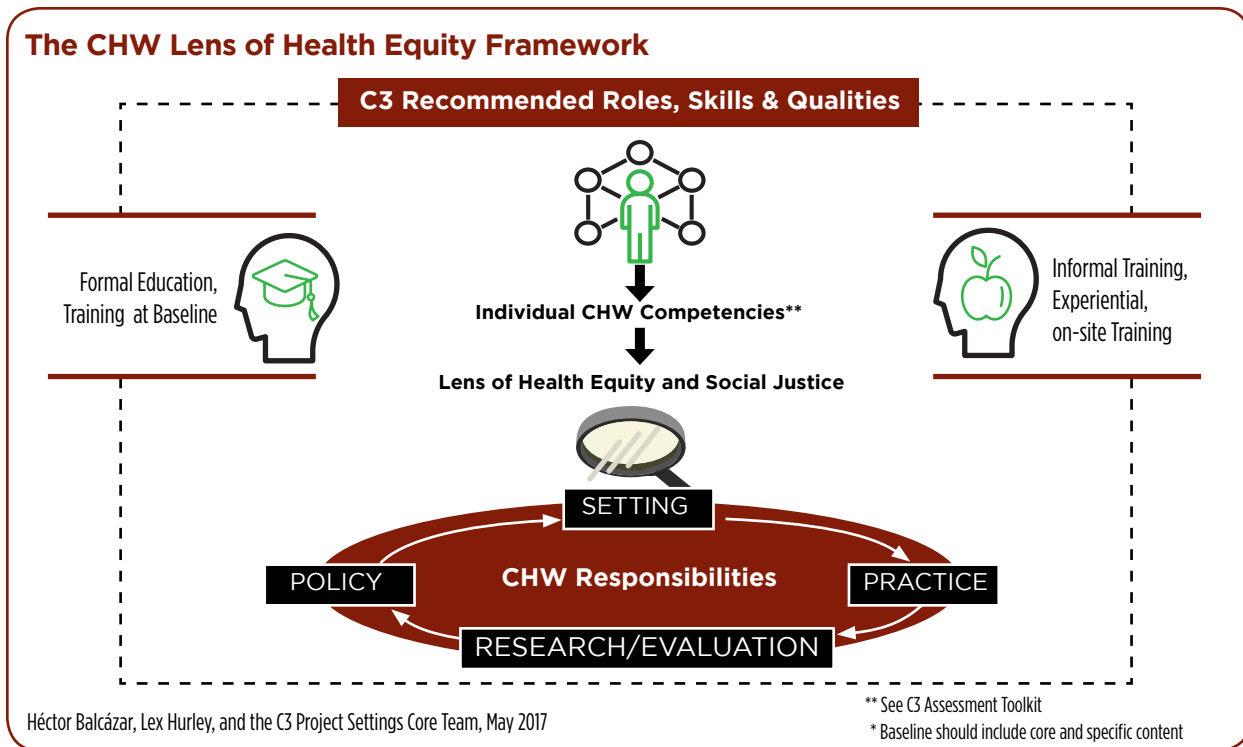 The CHW Lens of Health Equity Framework
C3 Recommended Roles, Skills & Qualities
Formal Education,
Training at Baseline
Informal Training,
Experiential,
on-site Training
Individual CHW Competencies**
Lens of Health Equity and Social Justice
SETTING
POLICY
CHW Responsibilities
PRACTICE
RESEARCH/EVALUATION
Héctor Balcázar, Lex Hurley, and the C3 Project Settings Core Team, May 2017
** See C3 Assessment Toolkit
* Baseline should include core and specific content